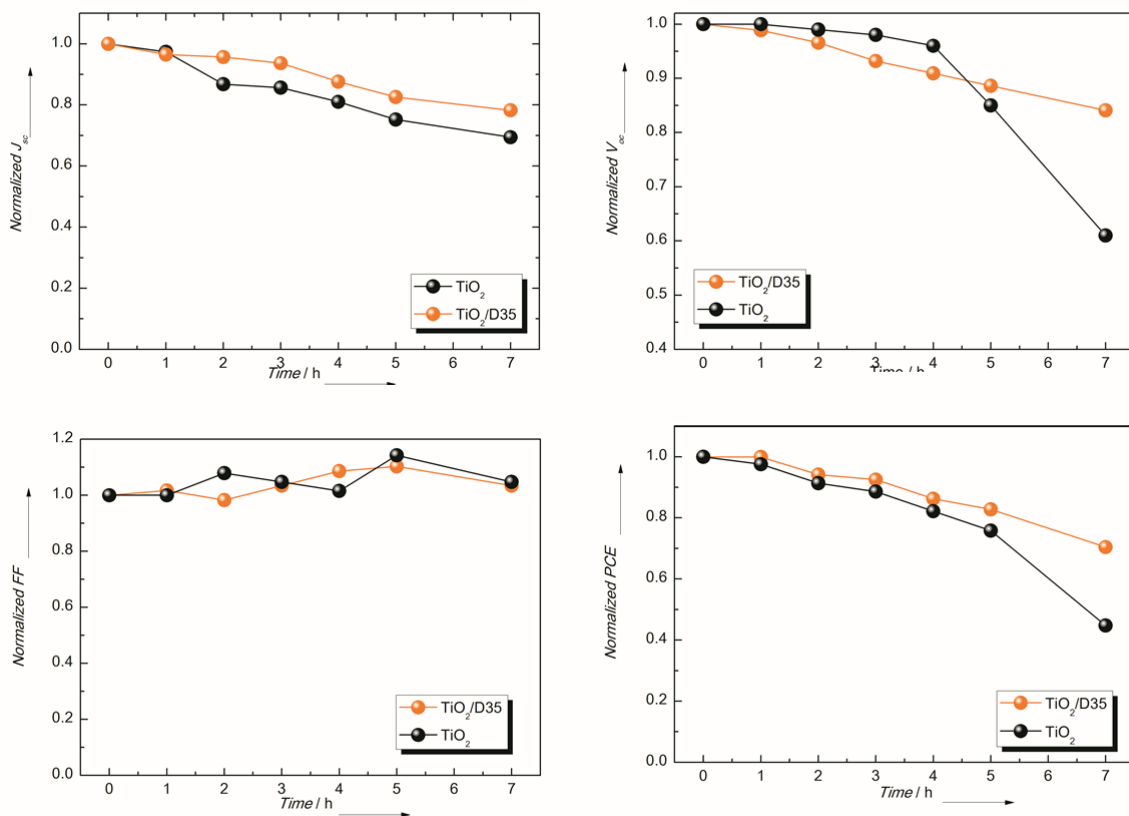 Normalized J_sc
1.0
0.8
0.6
0.4
0.2
0.0
TiO2
TiO2/D35
0 1 2 3 4 5 6 7
Time / h
Normalized V_oc
1.0
0.9
0.8
0.7
0.6
0.5
0.4
TiO2/D35
TiO2
0 1 2 3 4 5 6 7
Time / h
Normalized FF
1.2
1.0
0.8
0.6
0.4
0.2
0.0
TiO2/D35
TiO2
0 1 2 3 4 5 6 7
Time / h
Normalized PCE
1.0
0.8
0.6
0.4
0.2
0.0
TiO2/D35
TiO2
0 1 2 3 4 5 6 7
Time / h